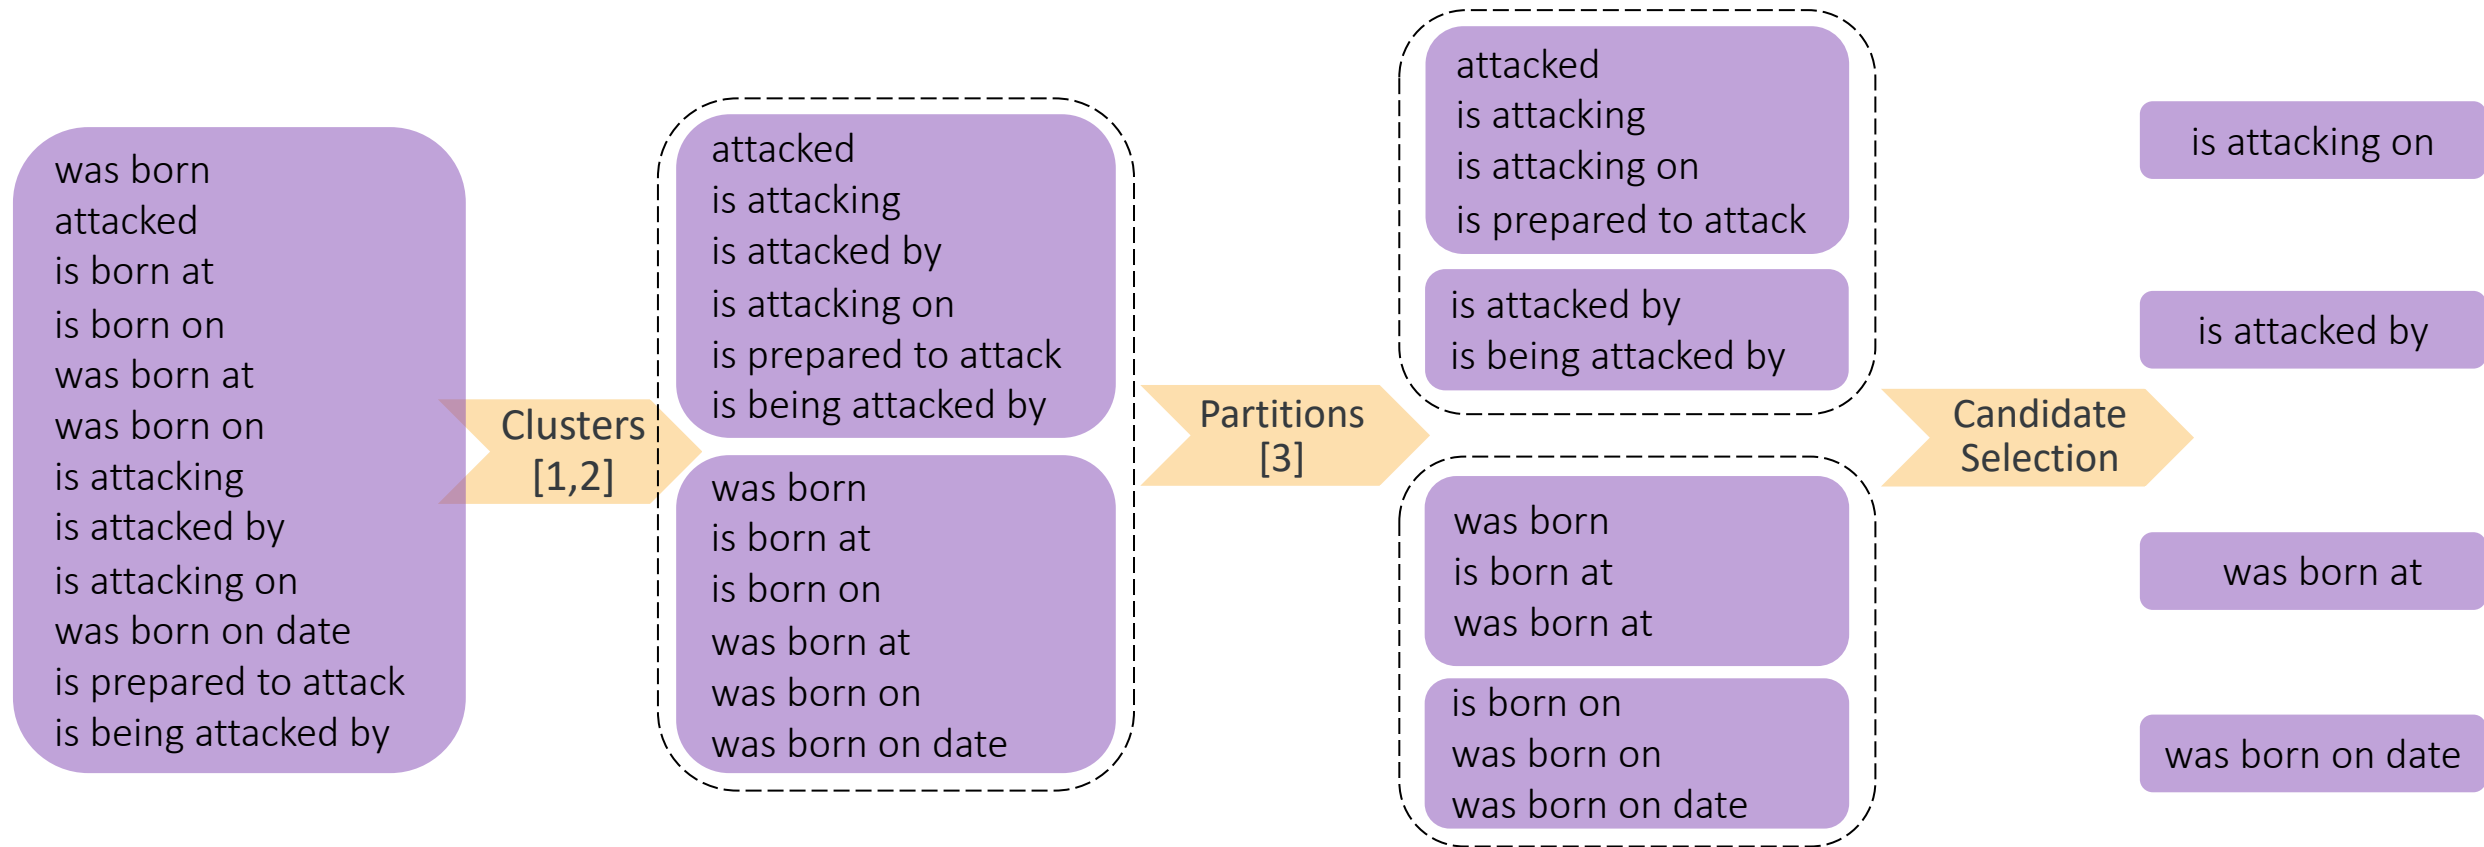 was born
attacked
is born at
is born on
was born at
was born on
is attacking
is attacked by
is attacking on
was born on date
is prepared to attack
is being attacked by
Clusters
[1,2]
attacked
is attacking
is attacked by
is attacking on
is prepared to attack
is being attacked by
was born
is born at
is born on
was born at
was born on
was born on date
Partitions
[3]
attacked
is attacking
is attacking on
is prepared to attack
is attacked by
is being attacked by
was born
is born at
was born at
is born on
was born on
was born on date
Candidate
Selection
is attacking on
is attacked by
was born at
was born on date